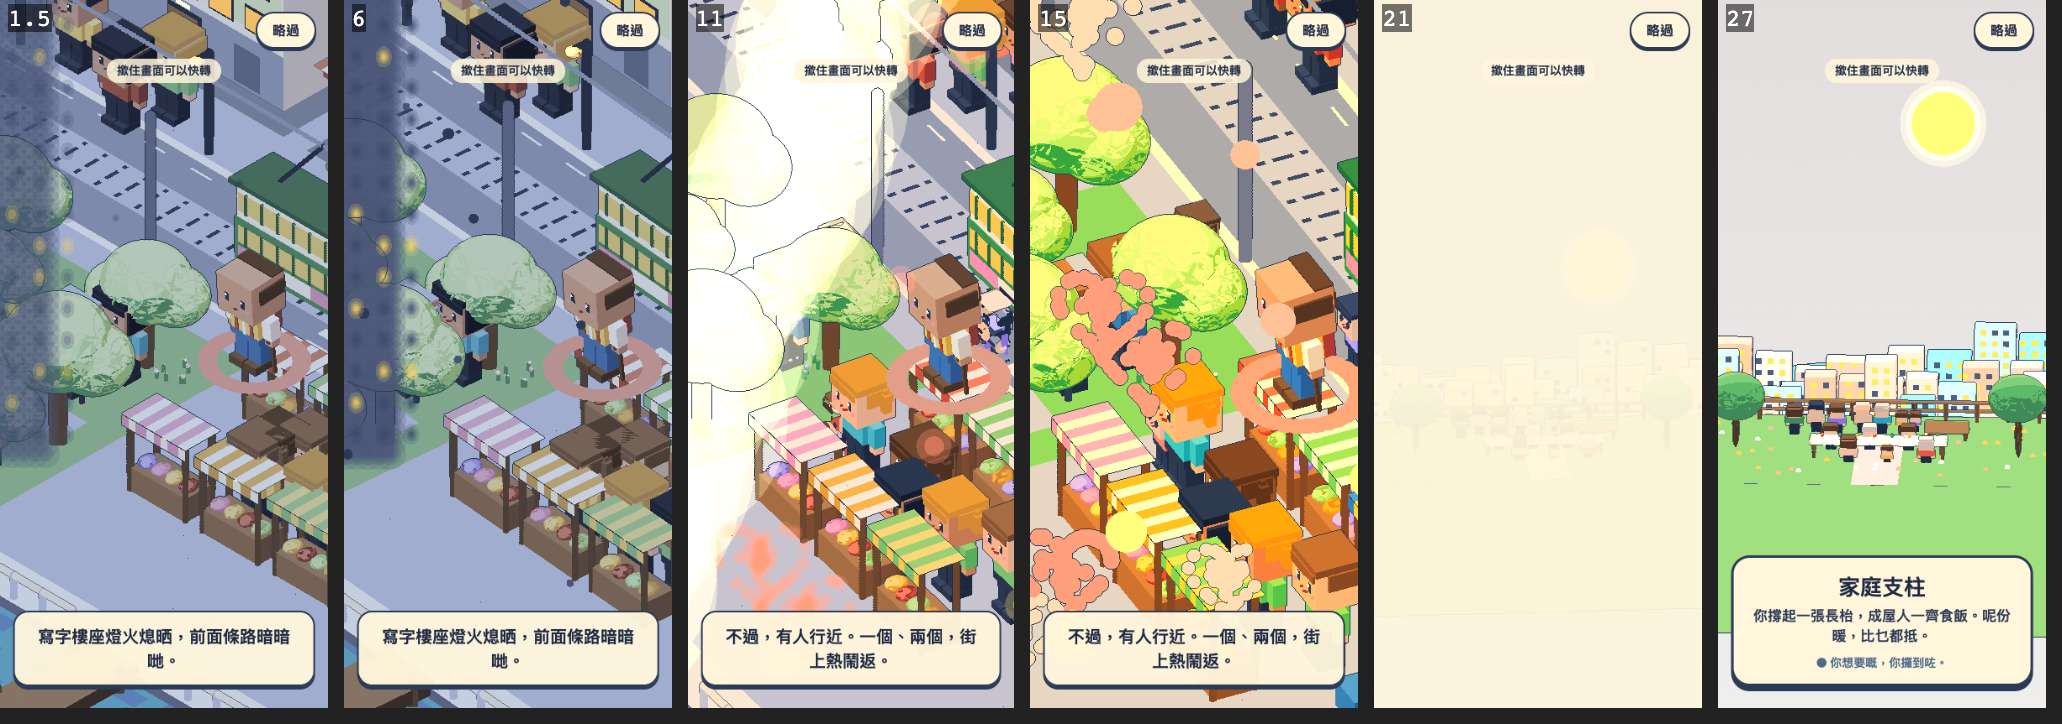 1.5
略過
撳住畫面可以快轉
寫字樓座燈火熄晒，前面條路暗暗
哋。
6
略過
撳住畫面可以快轉
寫字樓座燈火熄晒，前面條路暗暗
哋。
11
略過
撳住畫面可以快轉
不過，有人行近。一個、兩個，街
上熱鬧返。
15
略過
撳住畫面可以快轉
不過，有人行近。一個、兩個，街
上熱鬧返。
21
略過
撳住畫面可以快轉
27
略過
撳住畫面可以快轉
家庭支柱
你撐起一張長枱，成屋人一齊食飯。呢份
暖，比乜都抵。
你想要嘅，你攞到咗。